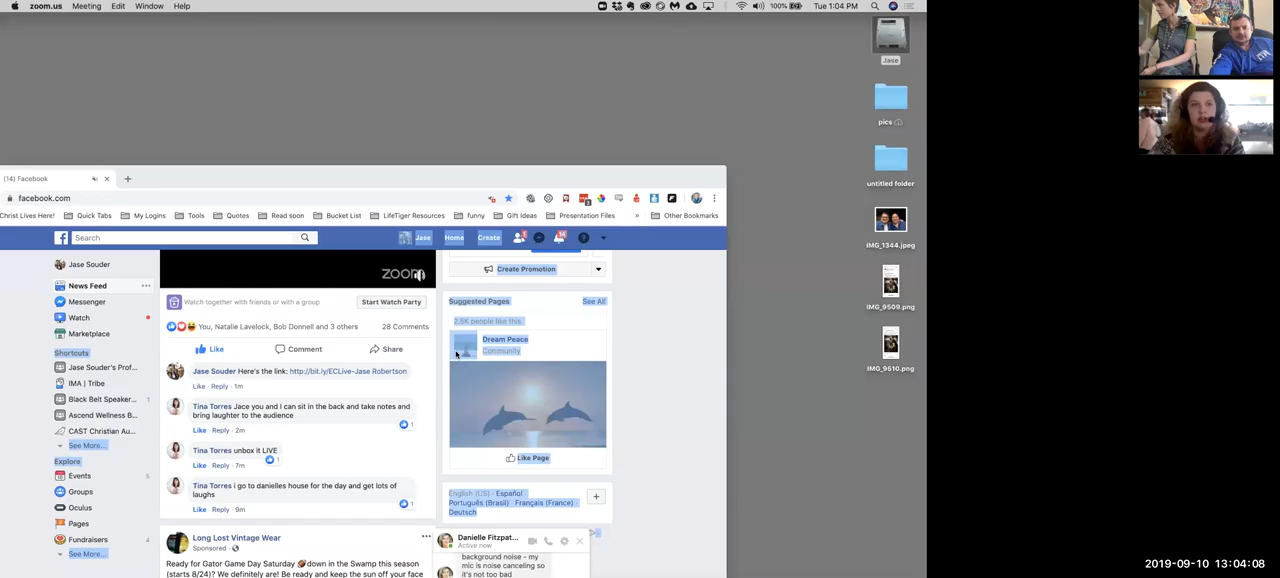 zoom.us Meeting Edit Window Help
100% Tue 1:04 PM
Jase
pics
untitled folder
IMG_1344.jpeg
IMG_9509.png
IMG_9510.png
(14) Facebook
facebook.com
Christ Lives Here! Quick Tabs My Logins Tools Quotes Read soon Bucket List LifeTiger Resources funny Gift Ideas Presentation Files » Other Bookmarks
Search
Jase Home Create
Jase Souder
News Feed
Messenger
Watch
Marketplace
Shortcuts
Jase Souder's Prof...
IMA | Tribe
Black Belt Speaker... 1
Ascend Wellness B...
CAST Christian Au...
See More...
Explore
Events 5
Groups
Oculus
Pages
Fundraisers 4
See More...
zoom
Watch together with friends or with a group Start Watch Party
You, Natalie Lavelock, Bob Donnell and 3 others 28 Comments
Like Comment Share
Jase Souder Here's the link: http://bit.ly/ECLive-Jase Robertson
Like · Reply · 1m
Tina Torres Jace you and I can sit in the back and take notes and
bring laughter to the audience
1
Like · Reply · 2m
Tina Torres unbox it LIVE
1
Like · Reply · 7m
Tina Torres i go to danielles house for the day and get lots of
laughs
1
Like · Reply · 9m
Long Lost Vintage Wear
Sponsored ·
Ready for Gator Game Day Saturday 🏈down in the Swamp this season
(starts 8/24)? We definitely are! Be ready and keep the sun off your face
Create Promotion
Suggested Pages See All
2.5K people like this.
Dream Peace
Community
Like Page
English (US) · Español ·
Português (Brasil) · Français (France) ·
Deutsch
Danielle Fitzpat...
Active now
background noise - my
mic is noise canceling so
it's not too bad
2019-09-10 13:04:08